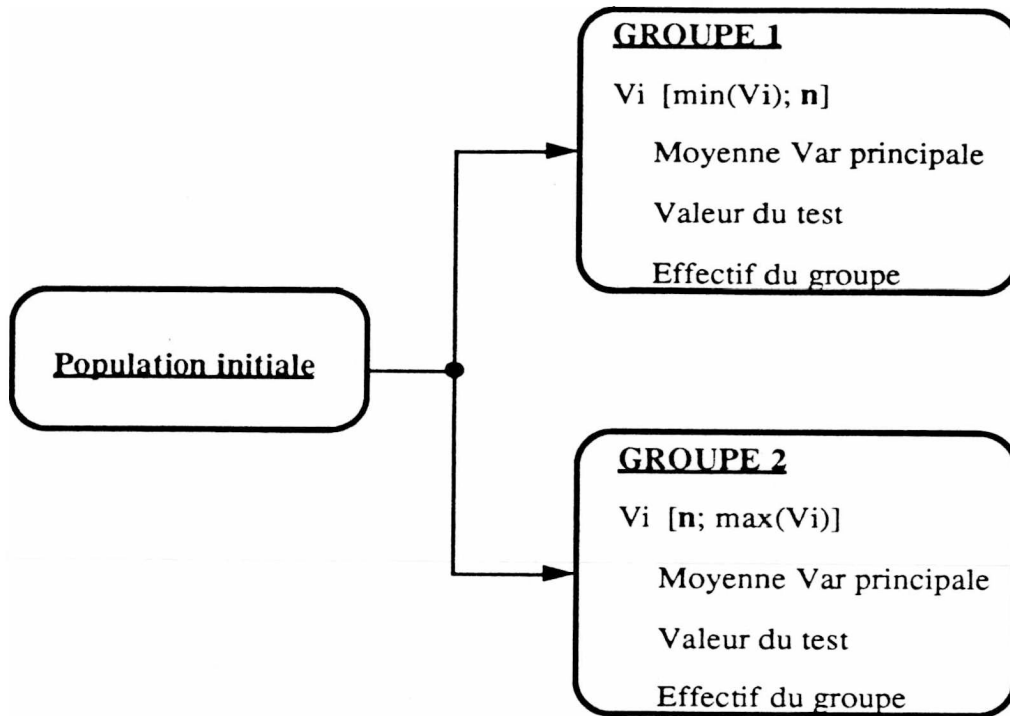 GROUPE 1
Vi [min(Vi); n]
Moyenne Var principale
Valeur du test
Effectif du groupe
Population initiale
GROUPE 2
Vi [n; max(Vi)]
Moyenne Var principale
Valeur du test
Effectif du groupe